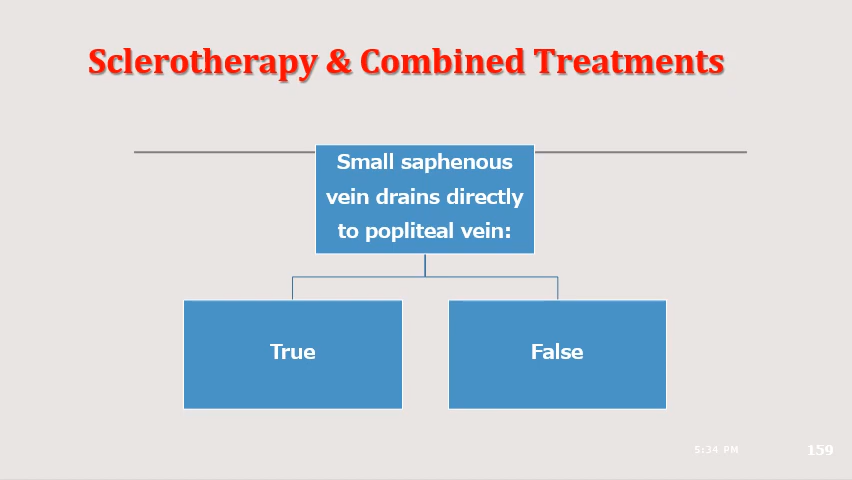 Sclerotherapy & Combined Treatments
Small saphenous
vein drains directly
to popliteal vein:
True
False
5:34 PM
159